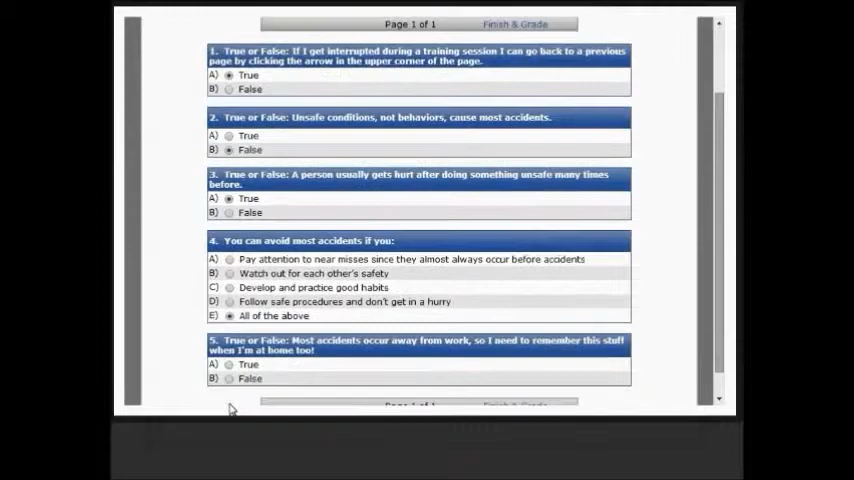 Page 1 of 1 Finish & Grade
1. True or False: If I get interrupted during a training session I can go back to a previous
page by clicking the arrow in the upper corner of the page.
A) True
B) False
2. True or False: Unsafe conditions, not behaviors, cause most accidents.
A) True
B) False
3. True or False: A person usually gets hurt after doing something unsafe many times
before.
A) True
B) False
4. You can avoid most accidents if you:
A) Pay attention to near misses since they almost always occur before accidents
B) Watch out for each other's safety
C) Develop and practice good habits
D) Follow safe procedures and don't get in a hurry
E) All of the above
5. True or False: Most accidents occur away from work, so I need to remember this stuff
when I'm at home too!
A) True
B) False
Page 1 of 1 Finish & Grade